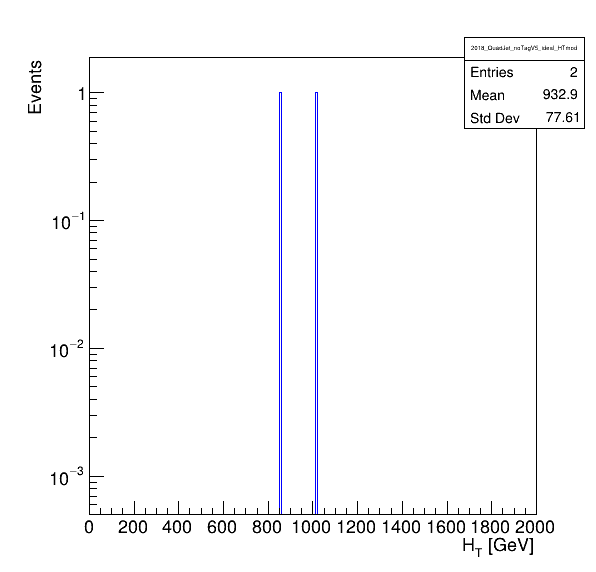 2018_QuadJet_noTagV5_ideal_HTmod
Entries 2
Mean 932.9
Std Dev 77.61
Events
1
10⁻¹
10⁻²
10⁻³
0 200 400 600 800 1000 1200 1400 1600 1800 2000
H_T [GeV]